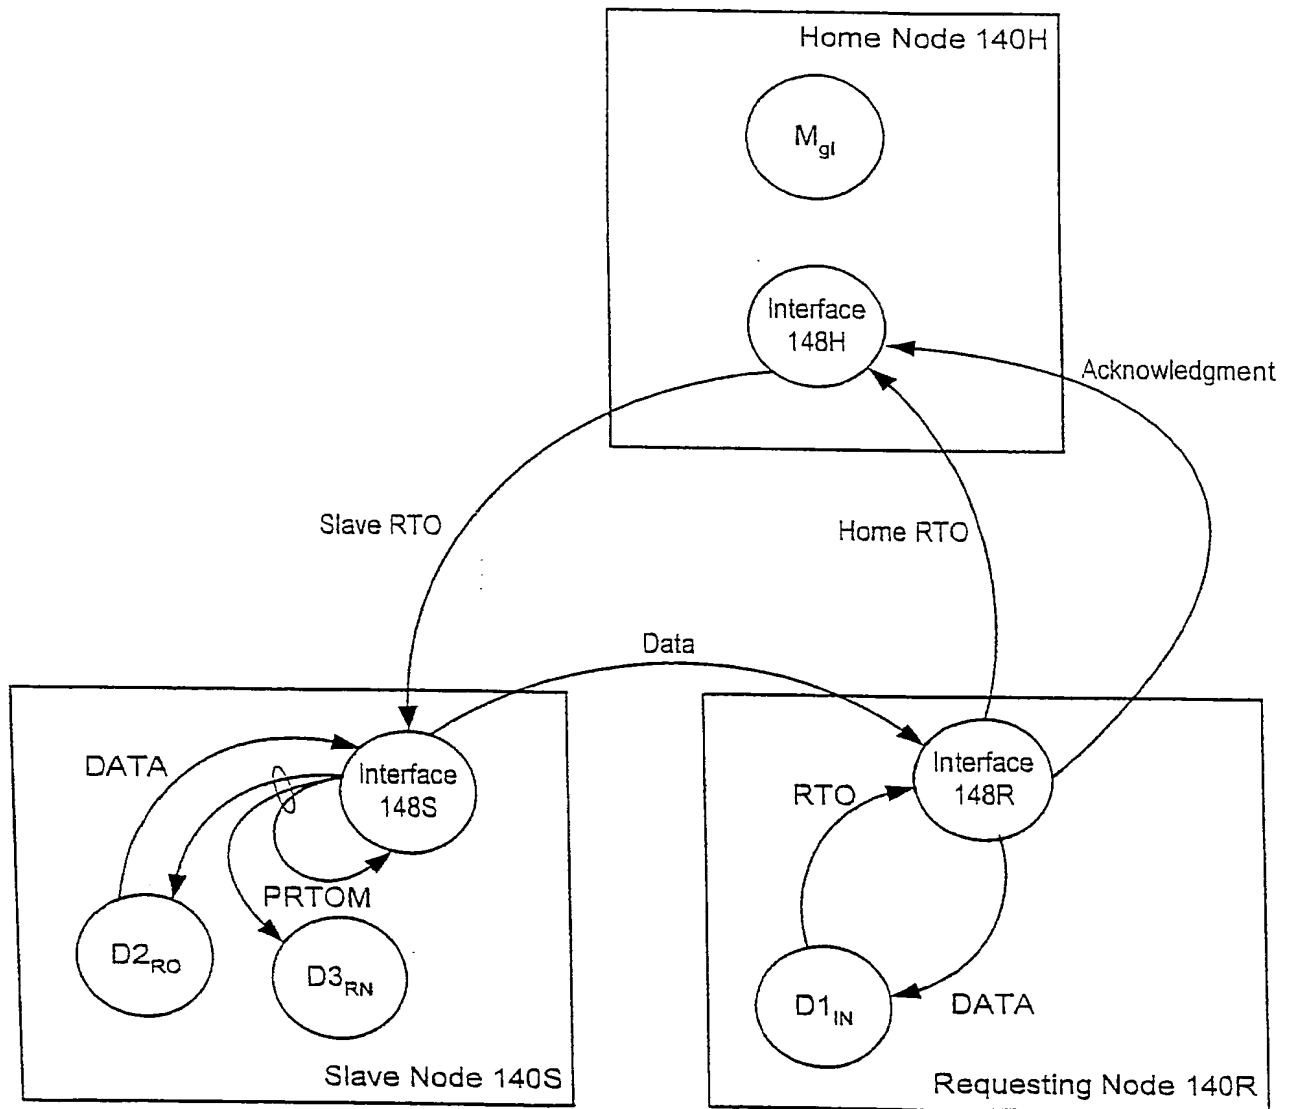 Home Node 140H
M_gl
Interface
148H
Acknowledgment
Slave RTO
Home RTO
Data
DATA
Interface
148S
Interface
148R
RTO
PRTOM
D2_RO
D3_RN
D1_IN
DATA
Slave Node 140S
Requesting Node 140R